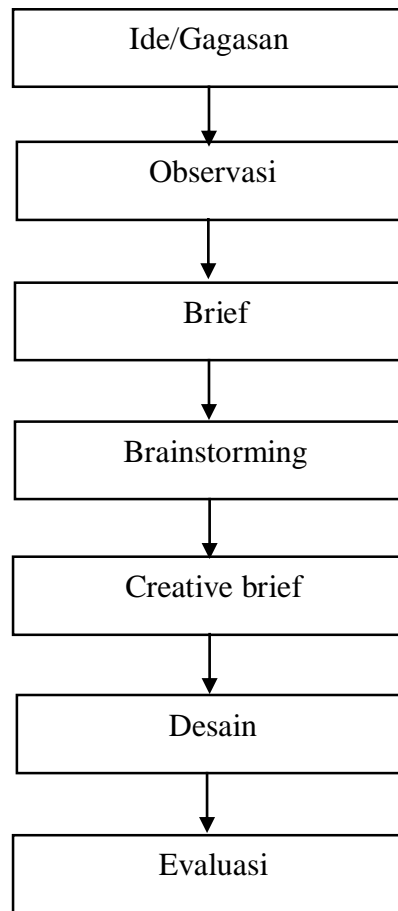 Ide/Gagasan
Observasi
Brief
Brainstorming
Creative brief
Desain
Evaluasi